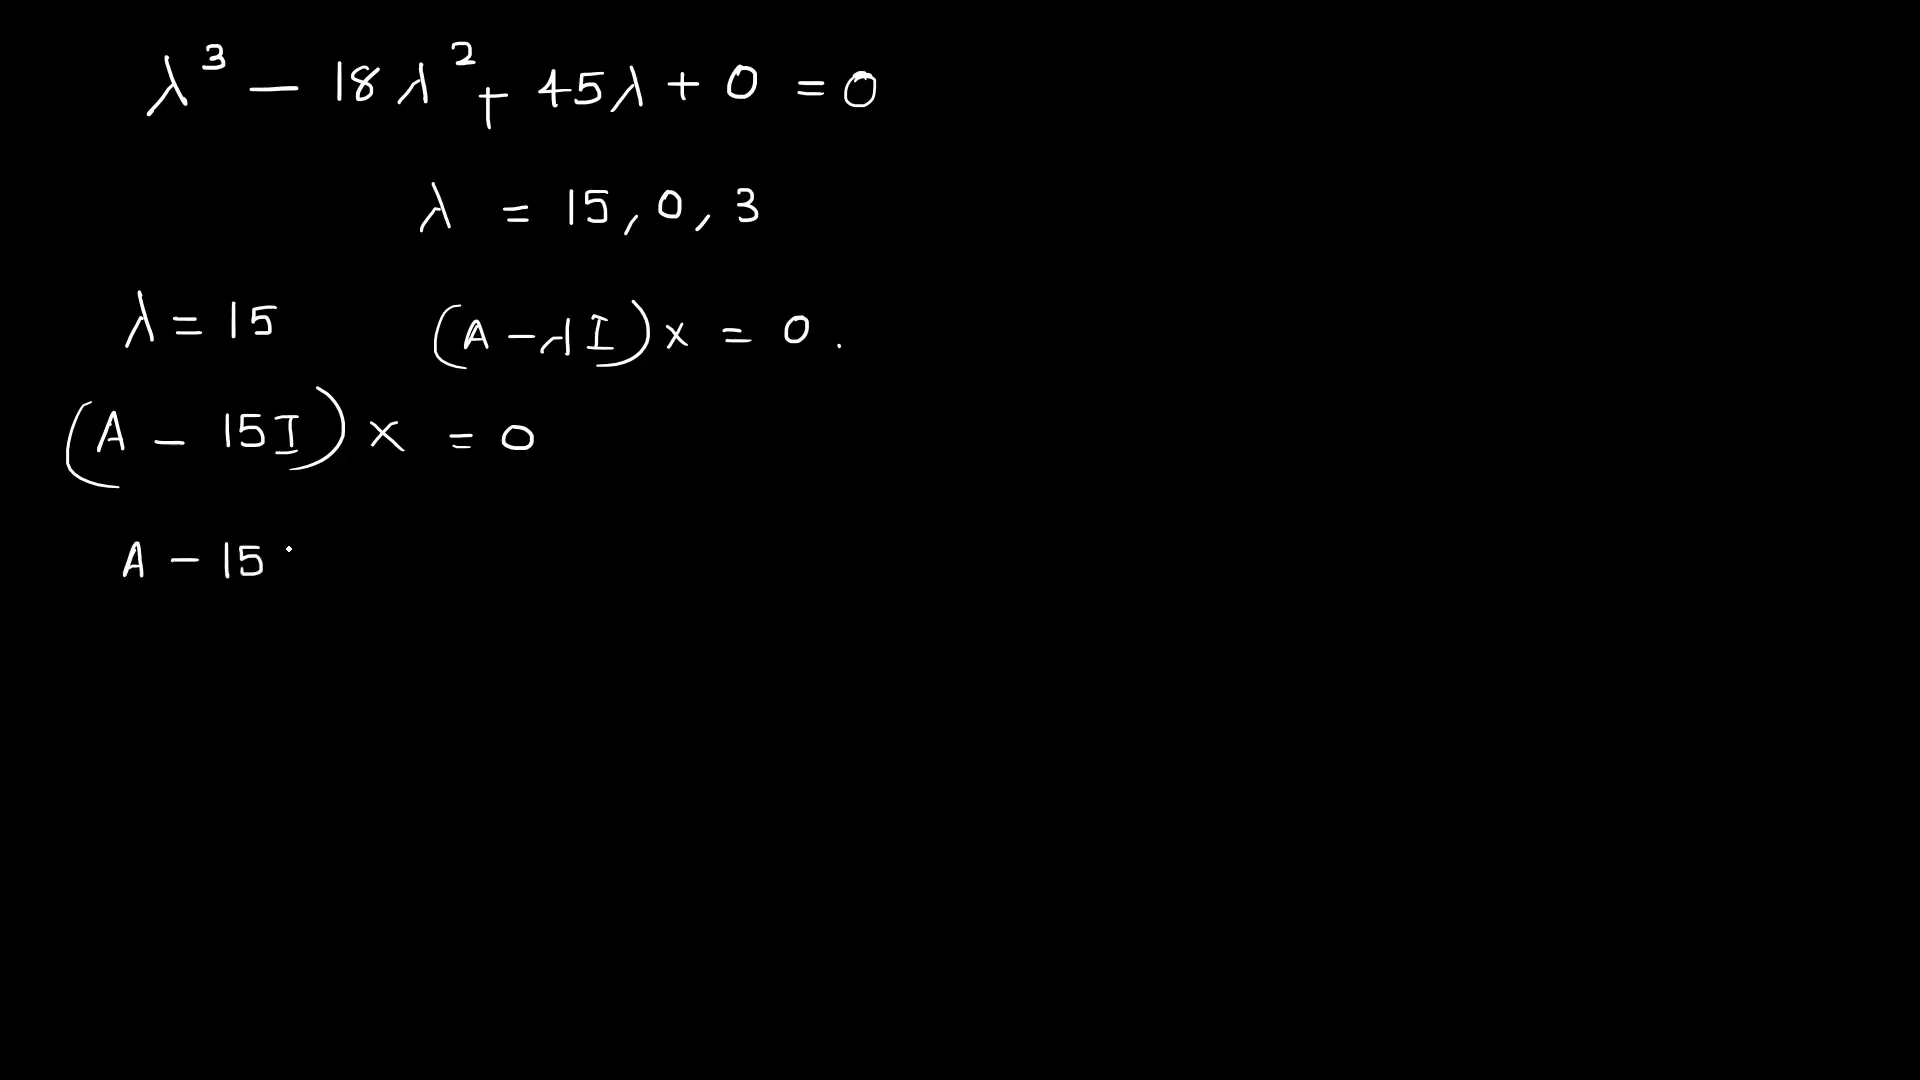 λ³ − 18λ² + 45λ + 0 = 0
λ = 15, 0, 3
λ = 15 (A − λI)x = 0.
(A − 15I)x = 0
A − 15